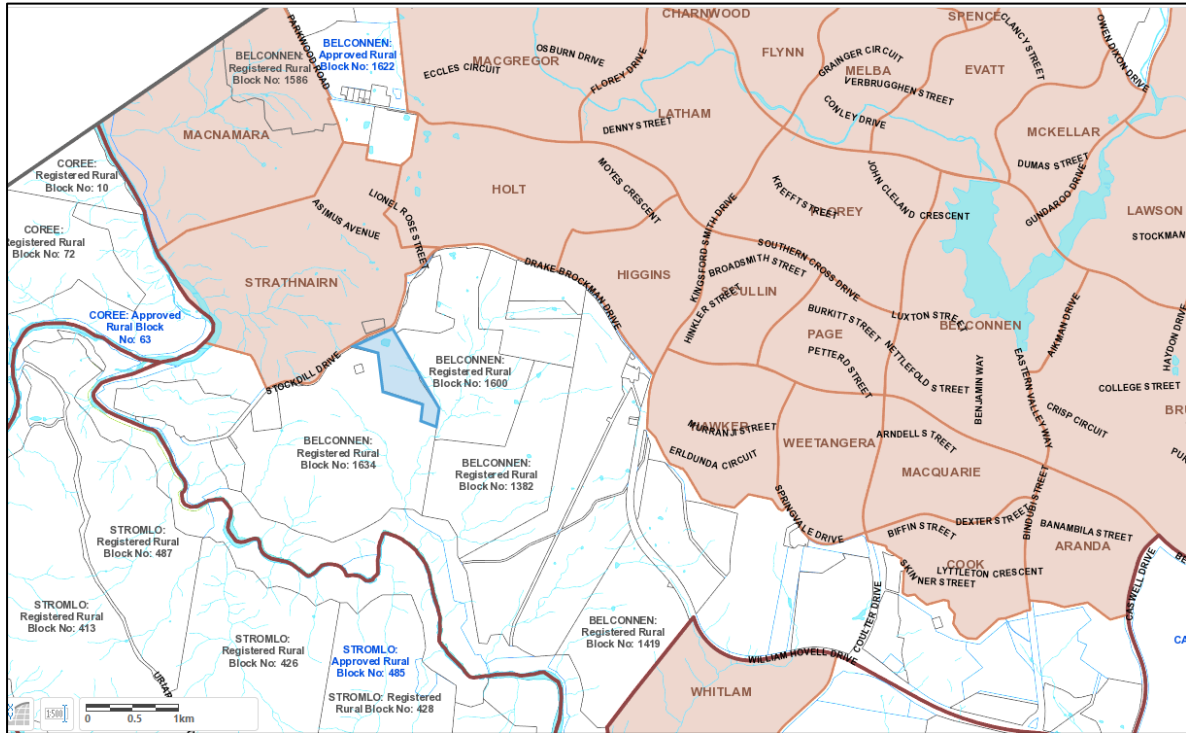 CHARNWOOD
SPENCE
CLANCY STREET
OWEN DIXON DRIVE
PARKWOOD ROAD
BELCONNEN:
Approved Rural
Block No: 1622
BELCONNEN:
Registered Rural
Block No: 1586
OSBURN DRIVE
MACGREGOR
ECCLES CIRCUIT
FLOREY DRIVE
FLYNN
GRAINGER CIRCUIT
MELBA
EVATT
VERBRUGGHEN STREET
LATHAM
CONLEY DRIVE
DENNY STREET
MACNAMARA
MCKELLAR
DUMAS STREET
COREE:
Registered Rural
Block No: 10
HOLT
MOYES CRESCENT
LIONEL ROSE STREET
ASIMUS AVENUE
KREFFT STREET
JOHN CLELAND CRESCENT
GUNDAROO DRIVE
LAWSON
STOCKMAN
COREE:
Registered Rural
Block No: 72
KINGSFORD SMITH DRIVE
SOUTHERN CROSS DRIVE
DRAKE BROCKMAN DRIVE
HIGGINS
BROADSMITH STREET
SCULLIN
HINKLER STREET
STRATHNAIRN
COREE: Approved
Rural Block
No: 63
BURKITT STREET
LUXTON STREET
BELCONNEN
PAGE
PETTERD STREET
NETTLEFOLD STREET
AIKMAN DRIVE
HAYDON DRIVE
STOCKDILL DRIVE
BELCONNEN:
Registered Rural
Block No: 1600
BENJAMIN WAY
EASTERN VALLEY WAY
COLLEGE STREET
CRISP CIRCUIT
BRU
HAWKER
MURRANJI STREET
ERLDUNDA CIRCUIT
WEETANGERA
ARNDELL STREET
MACQUARIE
BELCONNEN:
Registered Rural
Block No: 1634
BELCONNEN:
Registered Rural
Block No: 1382
SPRINGVALE DRIVE
BINDUBI STREET
DEXTER STREET
BIFFIN STREET
BANAMBILA STREET
ARANDA
COOK
LYTTLETON CRESCENT
SKINNER STREET
CASWELL DRIVE
STROMLO:
Registered Rural
Block No: 487
STROMLO:
Registered Rural
Block No: 413
STROMLO:
Registered Rural
Block No: 426
STROMLO:
Approved Rural
Block No: 485
STROMLO: Registered
Rural Block No: 428
BELCONNEN:
Registered Rural
Block No: 1419
COULTER DRIVE
WILLIAM HOVELL DRIVE
WHITLAM
CA
URIAR
0 0.5 1km